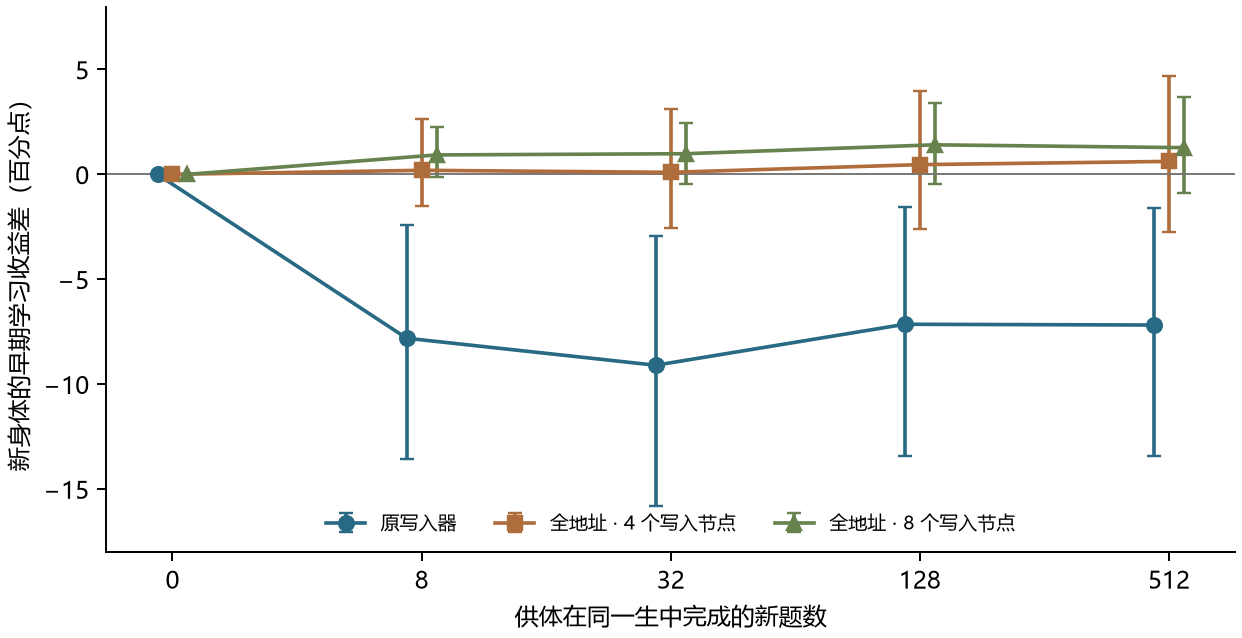 新身体的早期学习收益差（百分点）
5
0
−5
−10
−15
原写入器
全地址 · 4 个写入节点
全地址 · 8 个写入节点
0 8 32 128 512
供体在同一生中完成的新题数